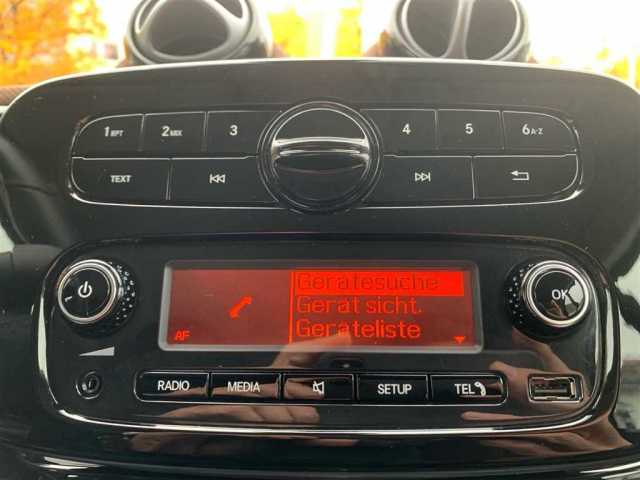 1RPT 2MIX 3 4 5 6A-Z
TEXT
Gerätesuche
Gerät sicht.
Geräteliste
AF
OK
RADIO MEDIA SETUP TEL